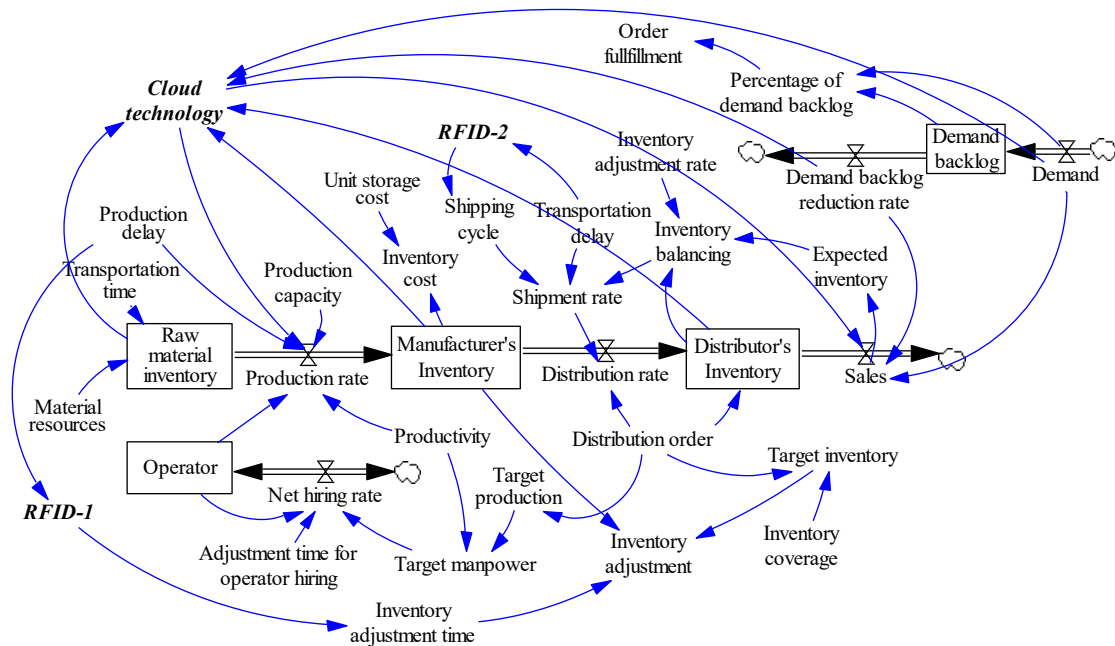 Order
fullfillment
Cloud
technology
Percentage of
demand backlog
RFID-2
Inventory
adjustment rate
Demand
backlog
Demand
Demand backlog
reduction rate
Unit storage
cost
Shipping
cycle
Transportation
delay
Production
delay
Inventory
balancing
Expected
inventory
Transportation
time
Production
capacity
Inventory
cost
Shipment rate
Raw
material
inventory
Manufacturer's
Inventory
Distributor's
Inventory
Production rate
Distribution rate
Sales
Material
resources
Productivity
Distribution order
Operator
Target
production
Target inventory
Net hiring rate
RFID-1
Adjustment time for
operator hiring
Target manpower
Inventory
adjustment
Inventory
coverage
Inventory
adjustment time